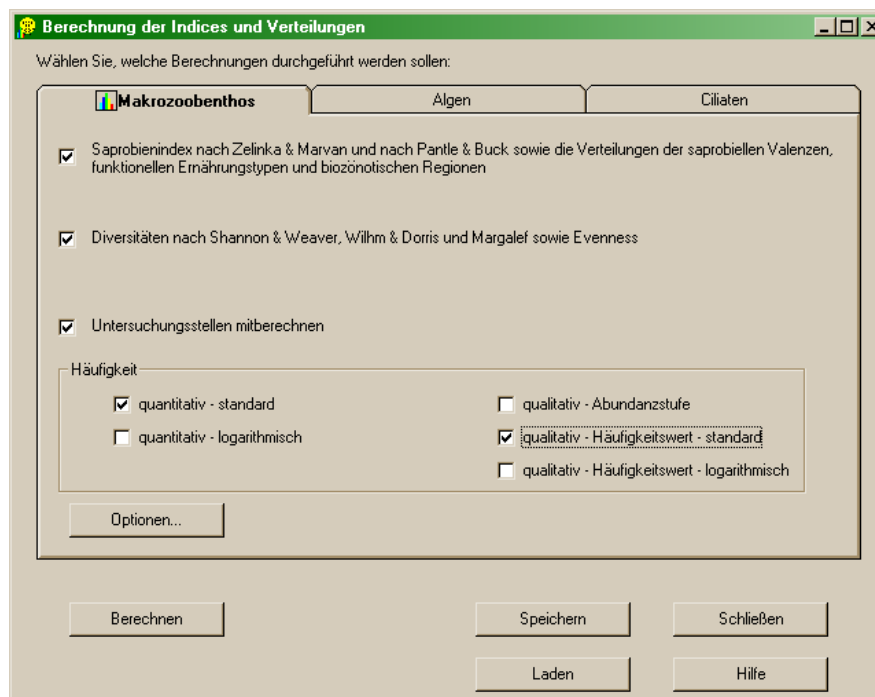 Berechnung der Indices und Verteilungen
Wählen Sie, welche Berechnungen durchgeführt werden sollen:
Makrozoobenthos
Algen
Ciliaten
Saprobienindex nach Zelinka & Marvan und nach Pantle & Buck sowie die Verteilungen der saprobiellen Valenzen,
funktionellen Ernährungstypen und biozönotischen Regionen
Diversitäten nach Shannon & Weaver, Wilhm & Dorris und Margalef sowie Evenness
Untersuchungsstellen mitberechnen
Häufigkeit
quantitativ - standard
qualitativ - Abundanzstufe
quantitativ - logarithmisch
qualitativ - Häufigkeitswert - standard
qualitativ - Häufigkeitswert - logarithmisch
Optionen...
Berechnen
Speichern
Schließen
Laden
Hilfe